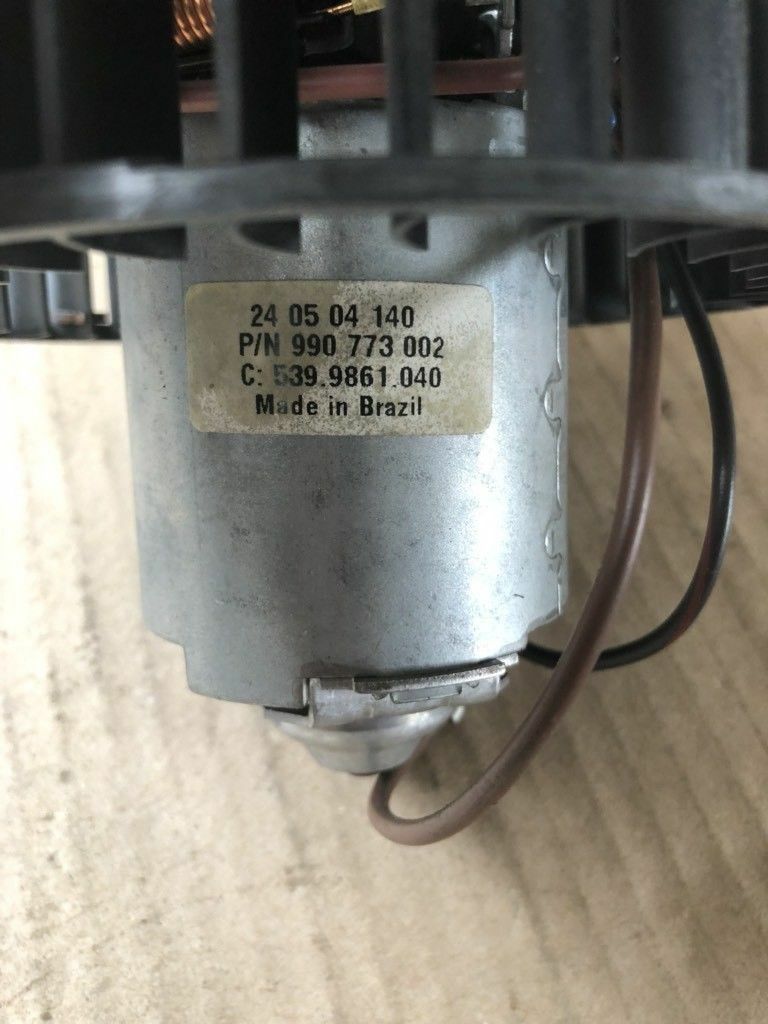 24 05 04 140
P/N 990 773 002
C: 539.9861.040
Made in Brazil